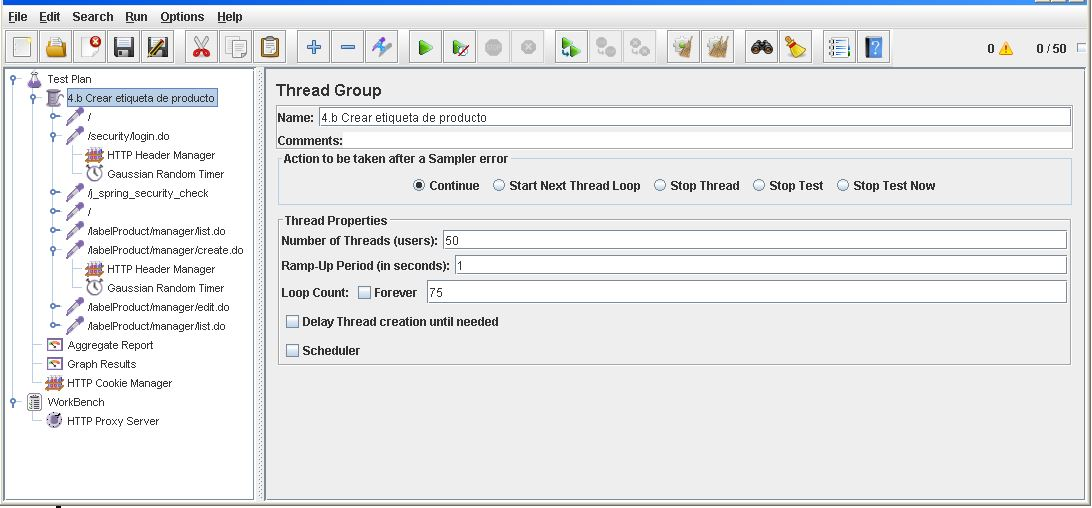 File Edit Search Run Options Help
0 0 / 50
Test Plan
4.b Crear etiqueta de producto
/
/security/login.do
HTTP Header Manager
Gaussian Random Timer
/j_spring_security_check
/
/labelProduct/manager/list.do
/labelProduct/manager/create.do
HTTP Header Manager
Gaussian Random Timer
/labelProduct/manager/edit.do
/labelProduct/manager/list.do
Aggregate Report
Graph Results
HTTP Cookie Manager
WorkBench
HTTP Proxy Server
Thread Group
Name: 4.b Crear etiqueta de producto
Comments:
Action to be taken after a Sampler error
Continue Start Next Thread Loop Stop Thread Stop Test Stop Test Now
Thread Properties
Number of Threads (users): 50
Ramp-Up Period (in seconds): 1
Loop Count: Forever 75
Delay Thread creation until needed
Scheduler